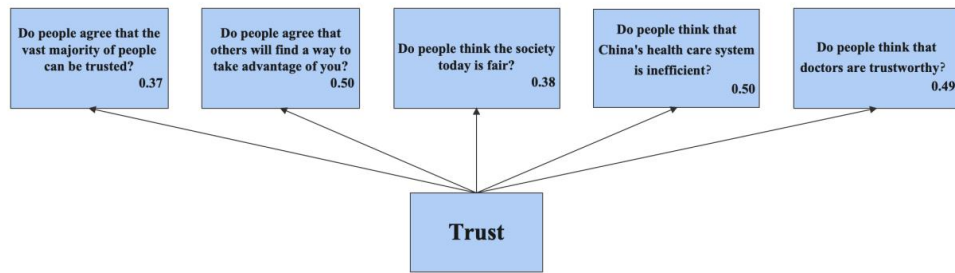 Do people agree that the
vast majority of people
can be trusted?
0.37
Do people agree that
others will find a way to
take advantage of you?
0.50
Do people think the society
today is fair?
0.38
Do people think that
China's health care system
is inefficient?
0.50
Do people think that
doctors are trustworthy?
0.49
Trust